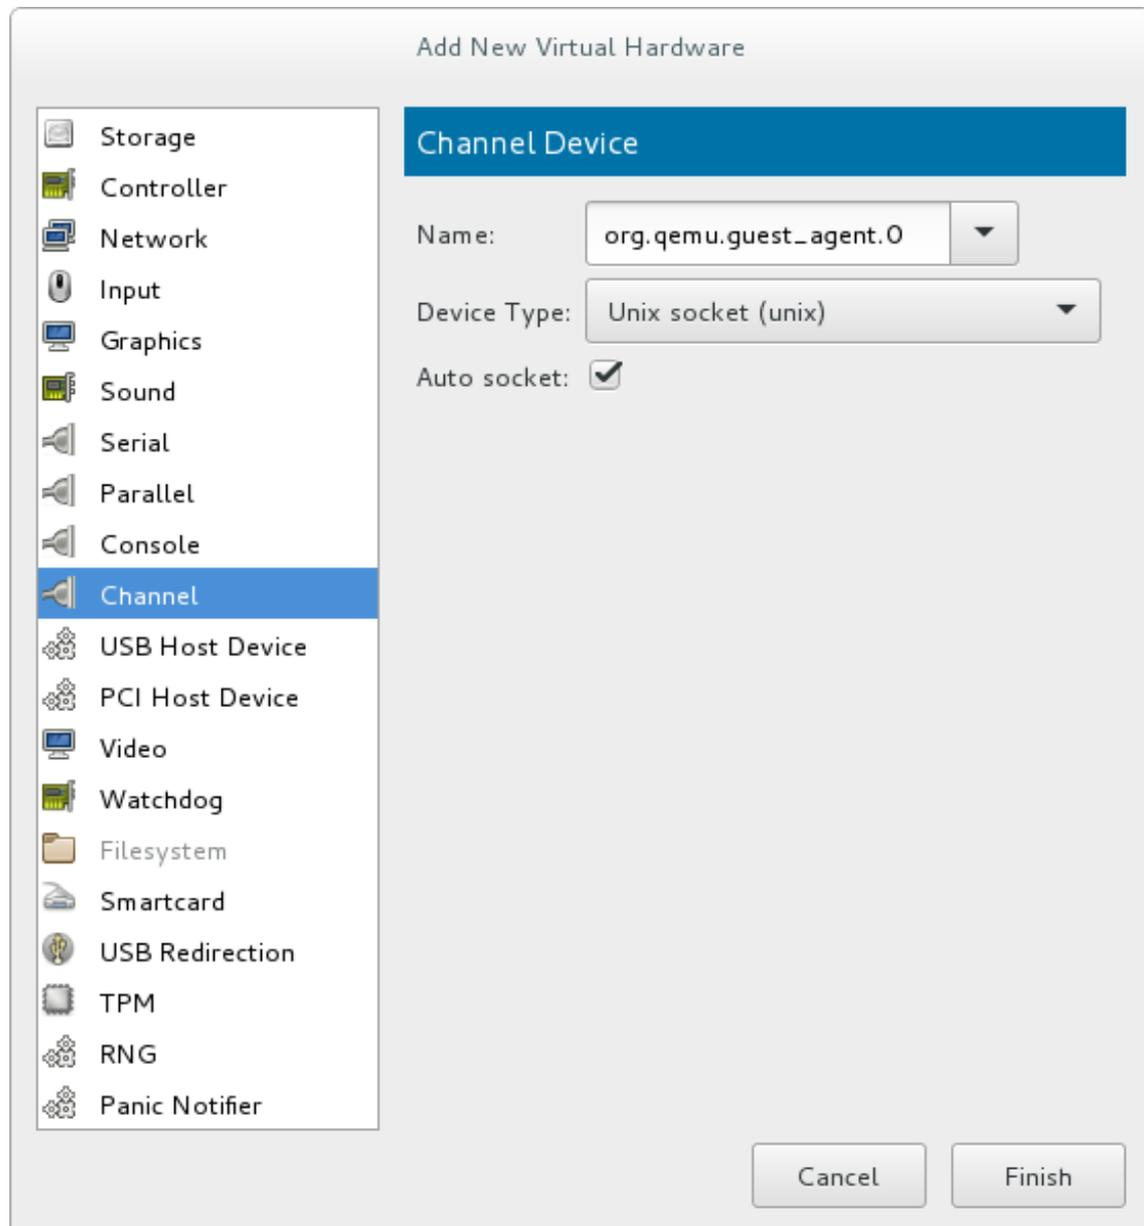 Add New Virtual Hardware
Storage
Controller
Network
Input
Graphics
Sound
Serial
Parallel
Console
Channel
USB Host Device
PCI Host Device
Video
Watchdog
Filesystem
Smartcard
USB Redirection
TPM
RNG
Panic Notifier
Channel Device
Name: org.qemu.guest_agent.0
Device Type: Unix socket (unix)
Auto socket:
Cancel Finish